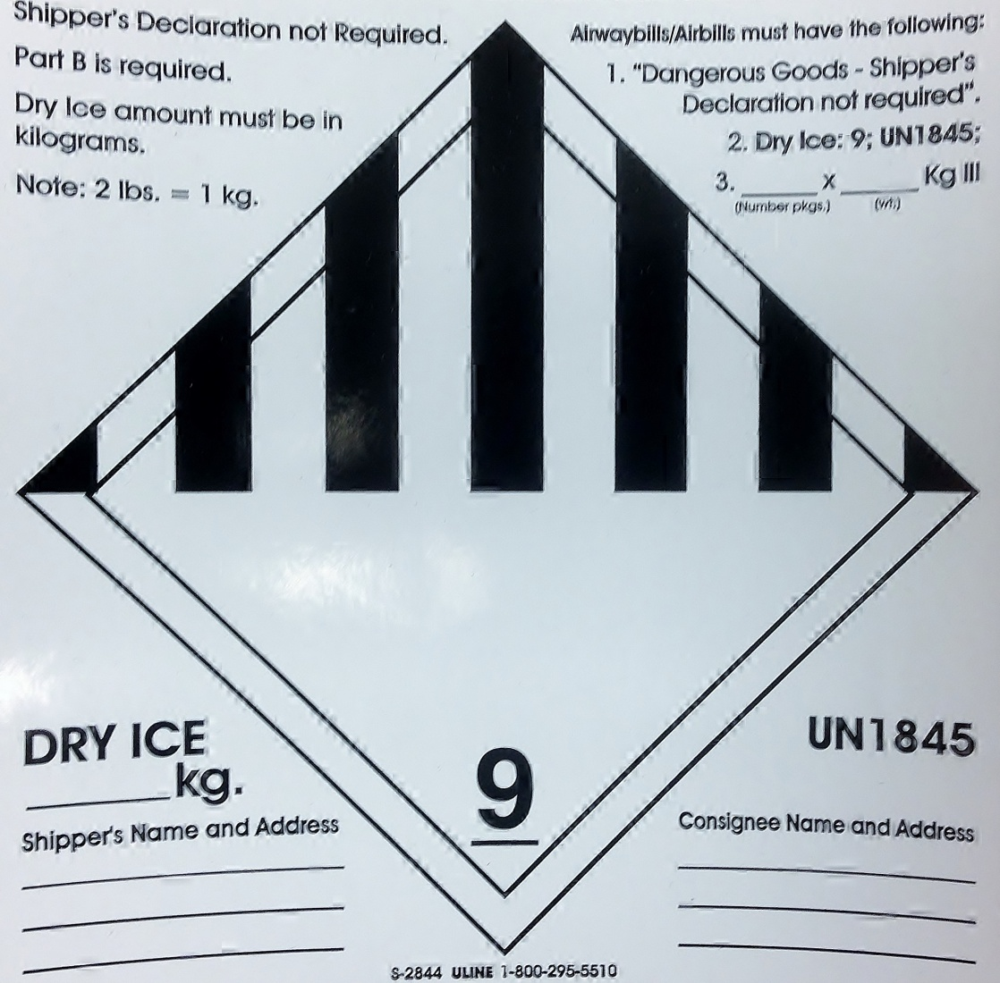 Shipper's Declaration not Required.
Part B is required.
Dry Ice amount must be in
kilograms.
Note: 2 lbs. = 1 kg.
Airwaybills/Airbills must have the following:
1. "Dangerous Goods - Shipper's
Declaration not required".
2. Dry Ice: 9; UN1845;
3. ______ x ______ Kg III
(Number pkgs.) (wt.)
DRY ICE
______ kg.
Shipper's Name and Address
9
UN1845
Consignee Name and Address
S-2844 ULINE 1-800-295-5510